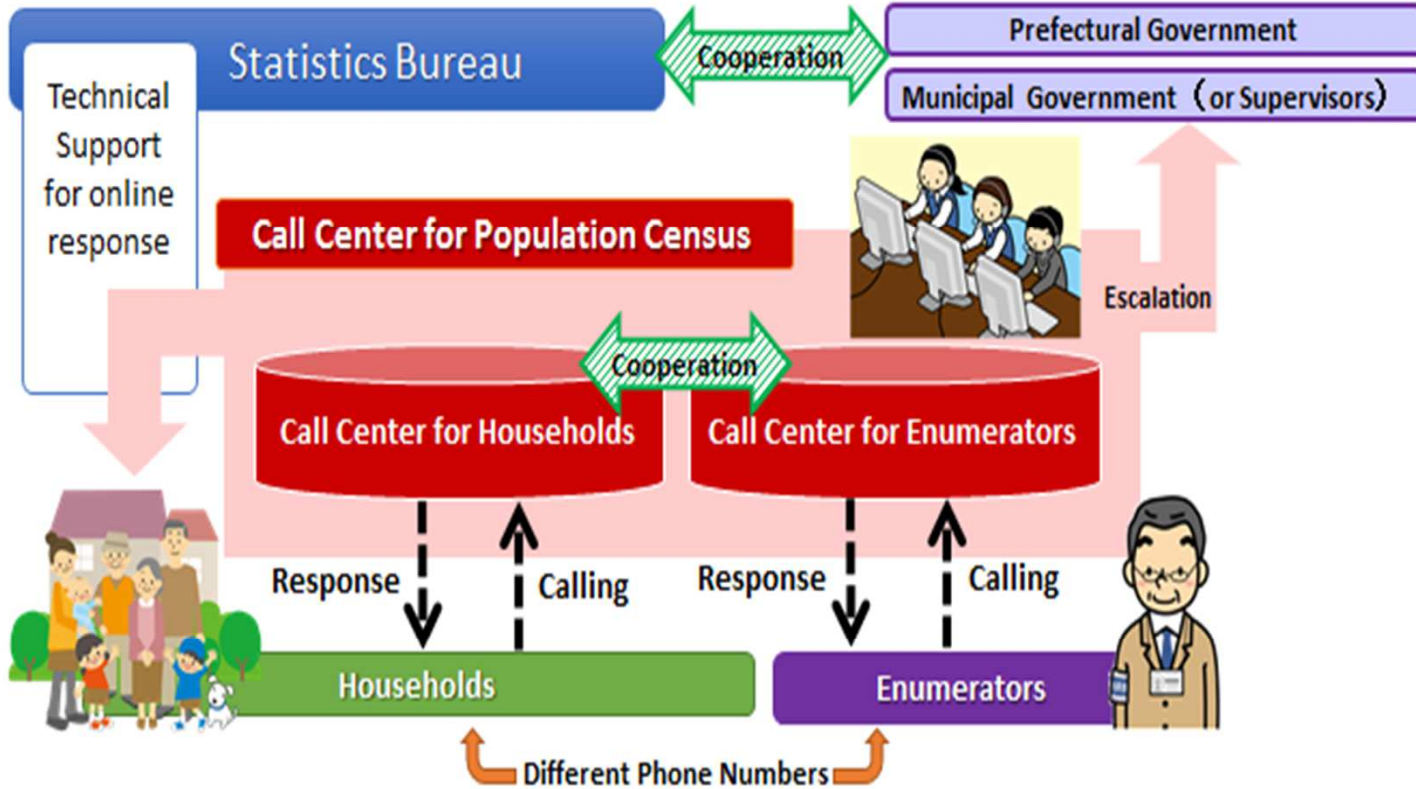 Statistics Bureau
Cooperation
Prefectural Government
Municipal Government (or Supervisors)
Technical
Support
for online
response
Call Center for Population Census
Escalation
Cooperation
Call Center for Households
Call Center for Enumerators
Response
Calling
Response
Calling
Households
Enumerators
Different Phone Numbers